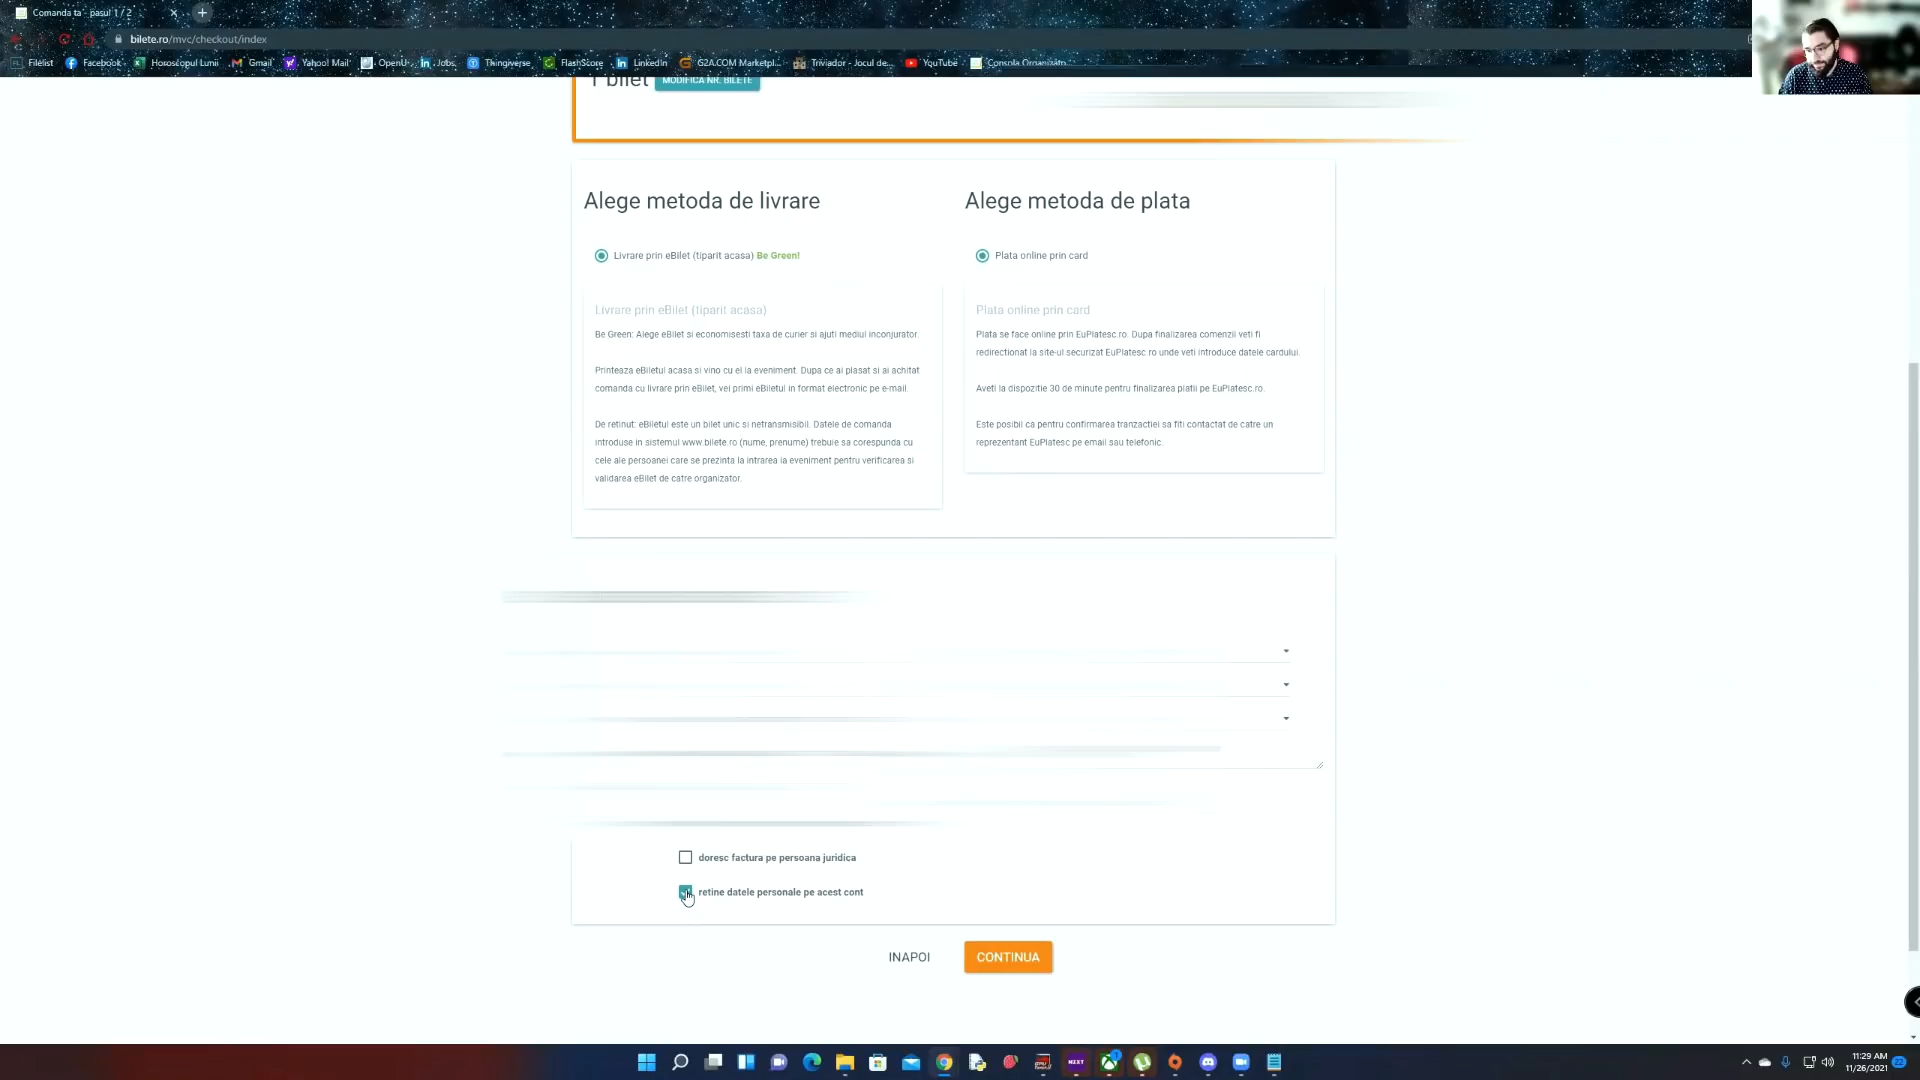 Comanda ta - pasul 1 / 2
bilete.ro/mvc/checkout/index
Filelist Facebook Horoscopul Lumii Gmail Yahoo! Mail OpenU Jobs Thingiverse FlashScore LinkedIn G2A.COM Marketpl... Triviador - Jocul de... YouTube Consola Organizato...
1 bilet MODIFICA NR. BILETE
Alege metoda de livrare
Livrare prin eBilet (tiparit acasa) Be Green!
Livrare prin eBilet (tiparit acasa)
Be Green: Alege eBilet si economisesti taxa de curier si ajuti mediul inconjurator.
Printeaza eBiletul acasa si vino cu el la eveniment. Dupa ce ai plasat si ai achitat
comanda cu livrare prin eBilet, vei primi eBiletul in format electronic pe e-mail.
De retinut: eBiletul este un bilet unic si netransmisibil. Datele de comanda
introduse in sistemul www.bilete.ro (nume, prenume) trebuie sa corespunda cu
cele ale persoanei care se prezinta la intrarea la eveniment pentru verificarea si
validarea eBilet de catre organizator.
Alege metoda de plata
Plata online prin card
Plata online prin card
Plata se face online prin EuPlatesc.ro. Dupa finalizarea comenzii veti fi
redirectionat la site-ul securizat EuPlatesc.ro unde veti introduce datele cardului.
Aveti la dispozitie 30 de minute pentru finalizarea platii pe EuPlatesc.ro.
Este posibil ca pentru confirmarea tranzactiei sa fiti contactat de catre un
reprezentant EuPlatesc pe email sau telefonic.
doresc factura pe persoana juridica
retine datele personale pe acest cont
INAPOI CONTINUA
NZXT
11:29 AM
11/26/2021
22